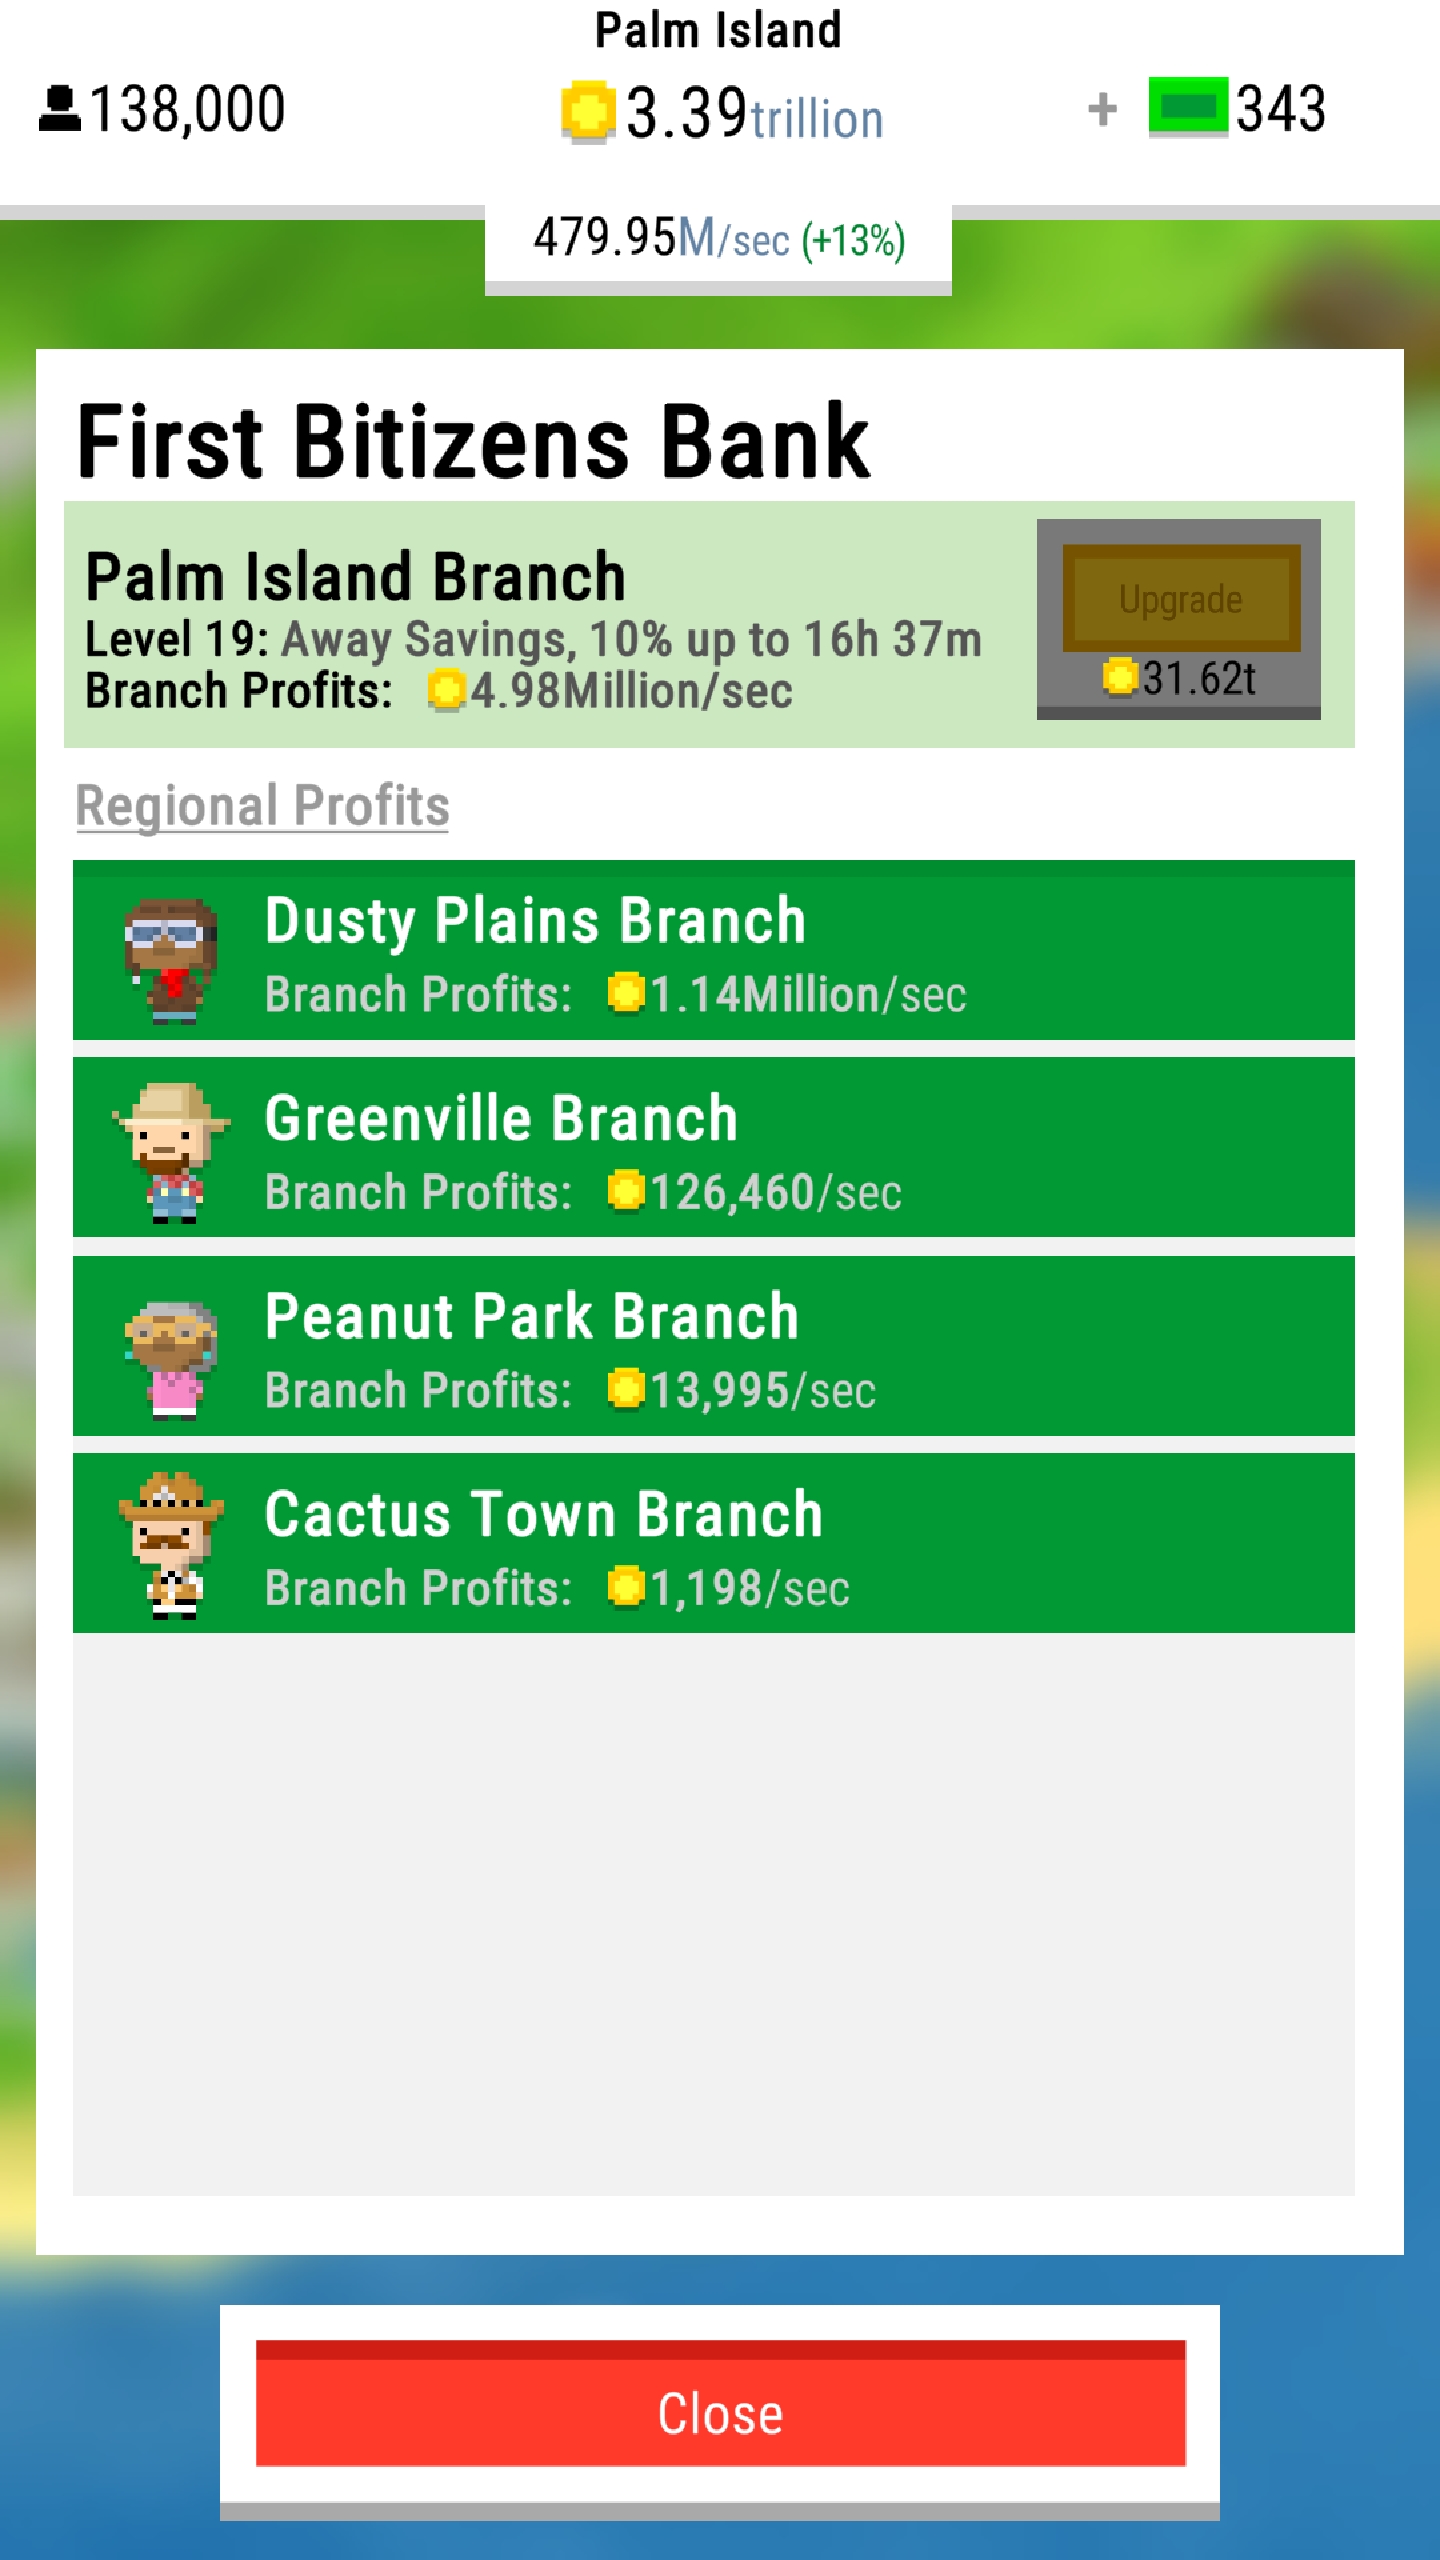 Palm Island
138,000 3.39trillion + 343
479.95M/sec (+13%)
First Bitizens Bank
Palm Island Branch
Level 19: Away Savings, 10% up to 16h 37m
Branch Profits: 4.98Million/sec
Upgrade
31.62t
Regional Profits
Dusty Plains Branch
Branch Profits: 1.14Million/sec
Greenville Branch
Branch Profits: 126,460/sec
Peanut Park Branch
Branch Profits: 13,995/sec
Cactus Town Branch
Branch Profits: 1,198/sec
Close